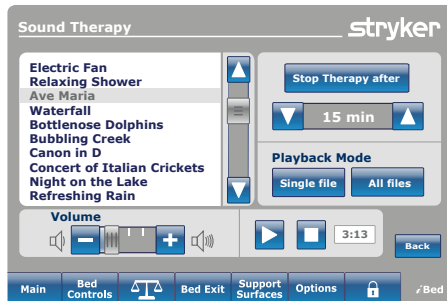 Sound Therapy
stryker
Electric Fan
Relaxing Shower
Ave Maria
Waterfall
Bottlenose Dolphins
Bubbling Creek
Canon in D
Concert of Italian Crickets
Night on the Lake
Refreshing Rain
Stop Therapy after
15 min
Playback Mode
Single file
All files
Volume
3:13
Back
Main
Bed Controls
Bed Exit
Support Surfaces
Options
iBed